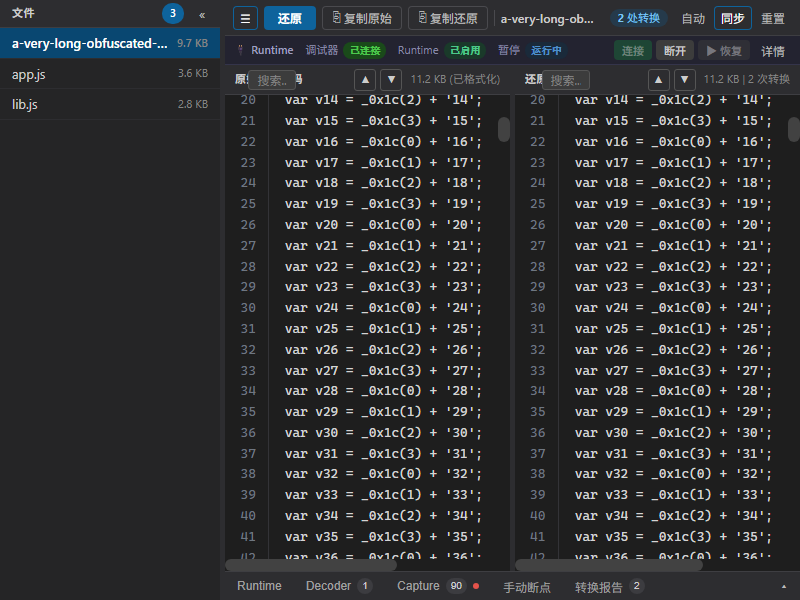 文件 3 «
a-very-long-obfuscated-... 9.7 KB
app.js 3.6 KB
lib.js 2.8 KB
☰ 还原 复制原始 复制还原 a-very-long-ob... 2 处转换 自动 同步 重置
Runtime 调试器 已连接 Runtime 已启用 暂停 运行中 连接 断开 ▶ 恢复 详情
搜索.. 码 ▲ ▼ 11.2 KB (已格式化)
搜索... ▲ ▼ 11.2 KB | 2 次转换
20 var v14 = _0x1c(2) + '14';
21 var v15 = _0x1c(3) + '15';
22 var v16 = _0x1c(0) + '16';
23 var v17 = _0x1c(1) + '17';
24 var v18 = _0x1c(2) + '18';
25 var v19 = _0x1c(3) + '19';
26 var v20 = _0x1c(0) + '20';
27 var v21 = _0x1c(1) + '21';
28 var v22 = _0x1c(2) + '22';
29 var v23 = _0x1c(3) + '23';
30 var v24 = _0x1c(0) + '24';
31 var v25 = _0x1c(1) + '25';
32 var v26 = _0x1c(2) + '26';
33 var v27 = _0x1c(3) + '27';
34 var v28 = _0x1c(0) + '28';
35 var v29 = _0x1c(1) + '29';
36 var v30 = _0x1c(2) + '30';
37 var v31 = _0x1c(3) + '31';
38 var v32 = _0x1c(0) + '32';
39 var v33 = _0x1c(1) + '33';
40 var v34 = _0x1c(2) + '34';
41 var v35 = _0x1c(3) + '35';
42 var v36 = _0x1c(0) + '36';
20 var v14 = _0x1c(2) + '14';
21 var v15 = _0x1c(3) + '15';
22 var v16 = _0x1c(0) + '16';
23 var v17 = _0x1c(1) + '17';
24 var v18 = _0x1c(2) + '18';
25 var v19 = _0x1c(3) + '19';
26 var v20 = _0x1c(0) + '20';
27 var v21 = _0x1c(1) + '21';
28 var v22 = _0x1c(2) + '22';
29 var v23 = _0x1c(3) + '23';
30 var v24 = _0x1c(0) + '24';
31 var v25 = _0x1c(1) + '25';
32 var v26 = _0x1c(2) + '26';
33 var v27 = _0x1c(3) + '27';
34 var v28 = _0x1c(0) + '28';
35 var v29 = _0x1c(1) + '29';
36 var v30 = _0x1c(2) + '30';
37 var v31 = _0x1c(3) + '31';
38 var v32 = _0x1c(0) + '32';
39 var v33 = _0x1c(1) + '33';
40 var v34 = _0x1c(2) + '34';
41 var v35 = _0x1c(3) + '35';
42 var v36 = _0x1c(0) + '36';
Runtime Decoder 1 Capture 90 手动断点 转换报告 2